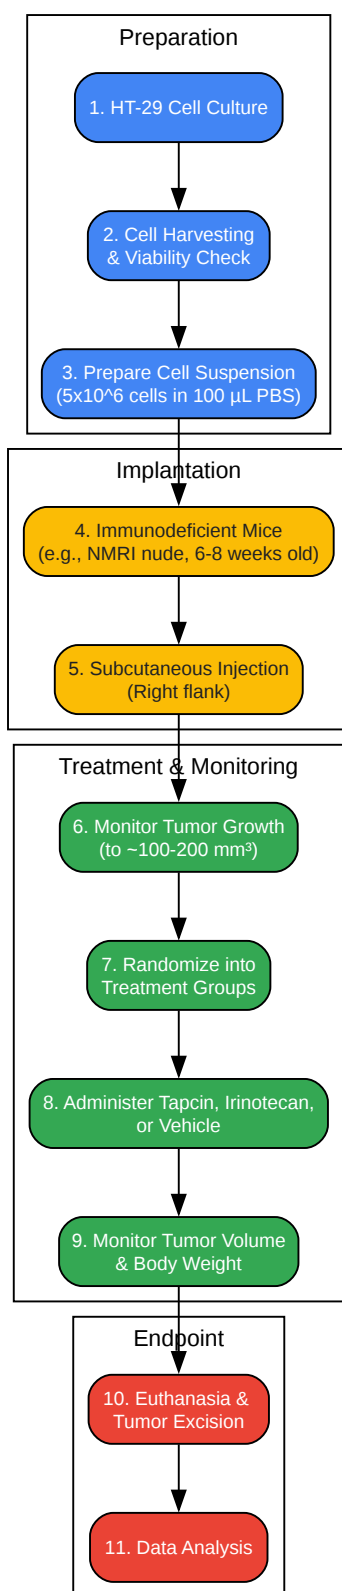 Preparation
1. HT-29 Cell Culture
2. Cell Harvesting
& Viability Check
3. Prepare Cell Suspension
(5x10^6 cells in 100 µL PBS)
Implantation
4. Immunodeficient Mice
(e.g., NMRI nude, 6-8 weeks old)
5. Subcutaneous Injection
(Right flank)
Treatment & Monitoring
6. Monitor Tumor Growth
(to ~100-200 mm³)
7. Randomize into
Treatment Groups
8. Administer Tapcin, Irinotecan,
or Vehicle
9. Monitor Tumor Volume
& Body Weight
Endpoint
10. Euthanasia &
Tumor Excision
11. Data Analysis